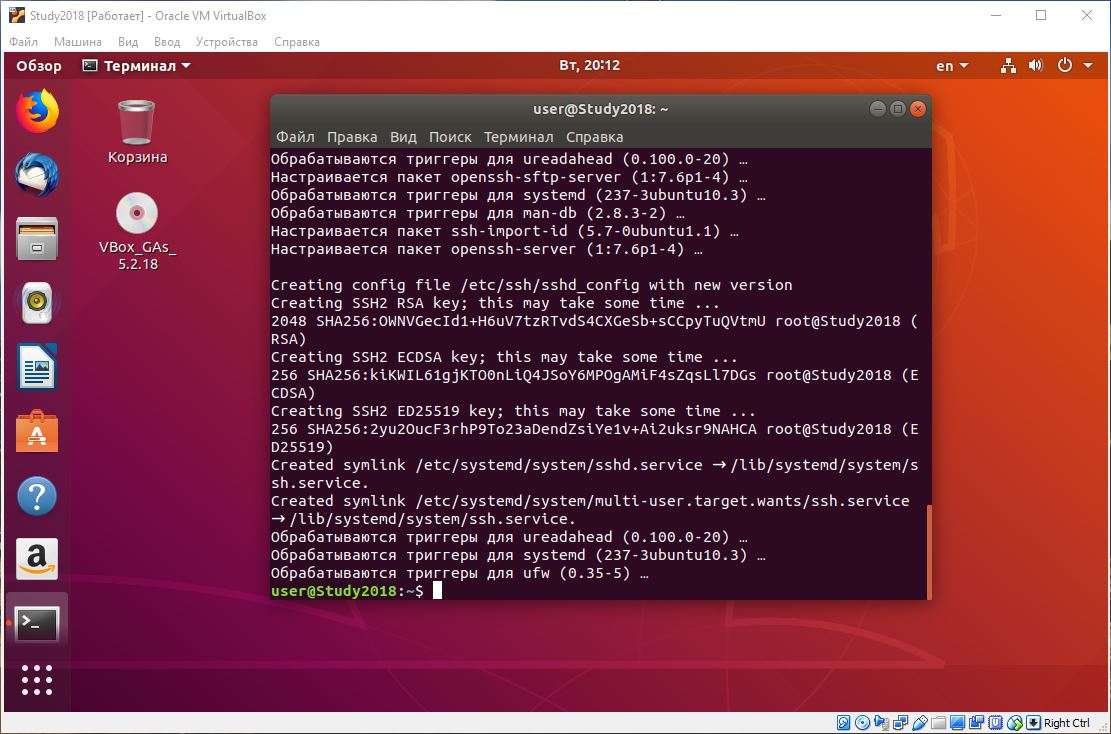 Study2018 [Работает] - Oracle VM VirtualBox
Файл Машина Вид Ввод Устройства Справка
Обзор Терминал Вт, 20:12 en
Корзина
VBox_GAs_
5.2.18
user@Study2018: ~
Файл Правка Вид Поиск Терминал Справка
Обрабатываются триггеры для ureadahead (0.100.0-20) …
Настраивается пакет openssh-sftp-server (1:7.6p1-4) …
Обрабатываются триггеры для systemd (237-3ubuntu10.3) …
Обрабатываются триггеры для man-db (2.8.3-2) …
Настраивается пакет ssh-import-id (5.7-0ubuntu1.1) …
Настраивается пакет openssh-server (1:7.6p1-4) …
Creating config file /etc/ssh/sshd_config with new version
Creating SSH2 RSA key; this may take some time ...
2048 SHA256:OWNVGecId1+H6uV7tzRTvdS4CXGeSb+sCCpyTuQVtmU root@Study2018 (
RSA)
Creating SSH2 ECDSA key; this may take some time ...
256 SHA256:kiKWIL61gjKTO0nLiQ4JSoY6MPOgAMiF4sZqsLl7DGs root@Study2018 (E
CDSA)
Creating SSH2 ED25519 key; this may take some time ...
256 SHA256:2yu2OucF3rhP9To23aDendZsiYe1v+Ai2uksr9NAHCA root@Study2018 (E
D25519)
Created symlink /etc/systemd/system/sshd.service → /lib/systemd/system/s
sh.service.
Created symlink /etc/systemd/system/multi-user.target.wants/ssh.service
→ /lib/systemd/system/ssh.service.
Обрабатываются триггеры для ureadahead (0.100.0-20) …
Обрабатываются триггеры для systemd (237-3ubuntu10.3) …
Обрабатываются триггеры для ufw (0.35-5) …
user@Study2018:~$
Right Ctrl